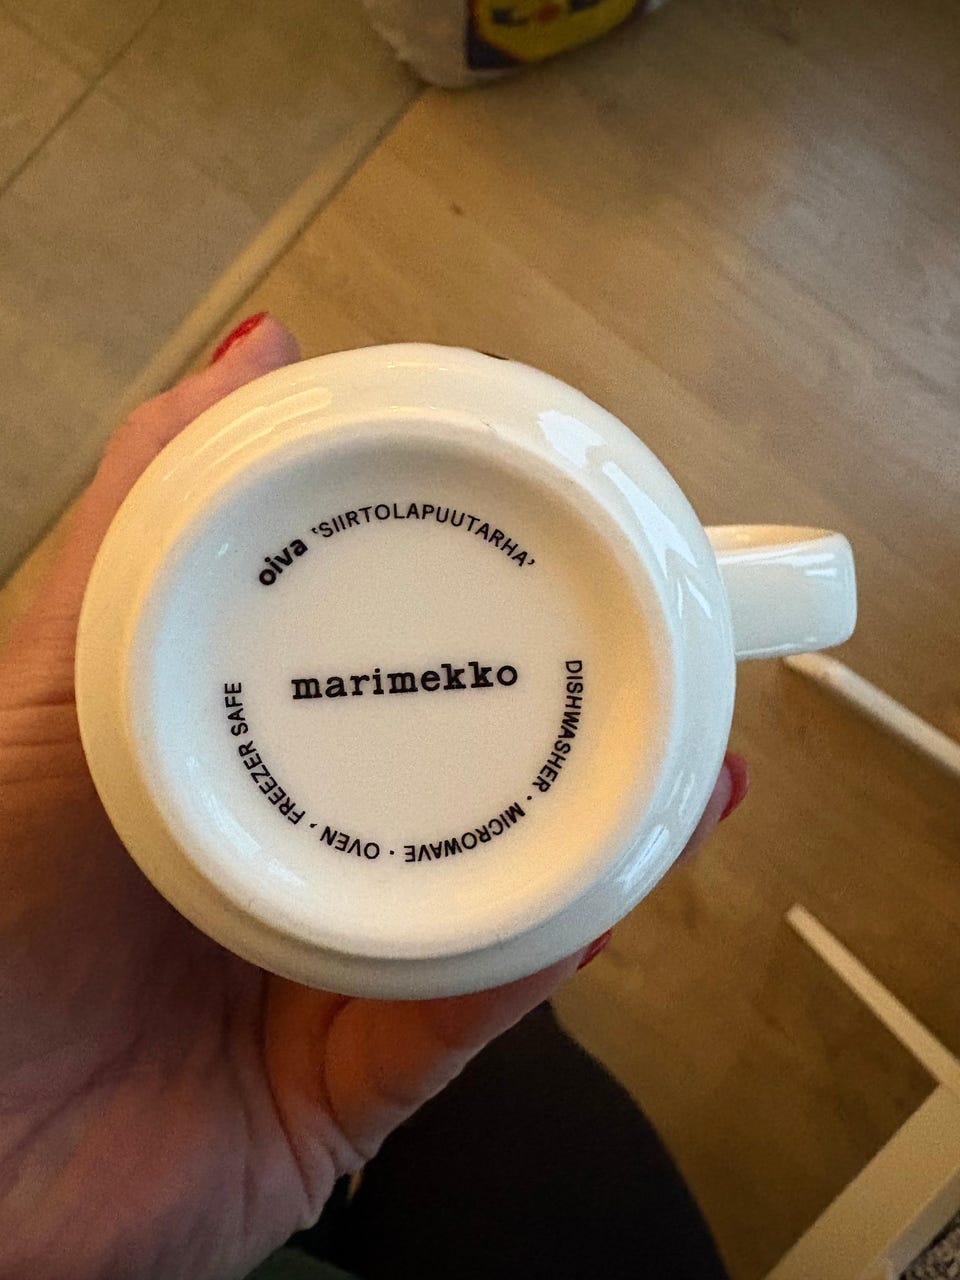 oiva 'SIIRTOLAPUUTARHA'
marimekko
DISHWASHER · MICROWAVE · OVEN · FREEZER SAFE